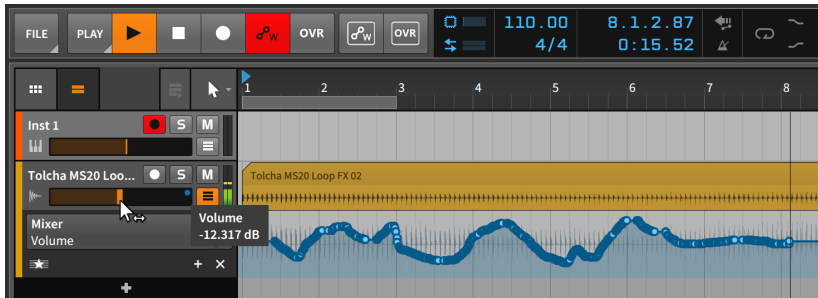 FILE
PLAY
W
OVR
W
OVR
110.00
4/4
8.1.2.87
0:15.52
1 2 3 4 5 6 7 8
Inst 1
S M
Tolcha MS20 Loo...
S M
Tolcha MS20 Loop FX 02
Mixer
Volume
Volume
-12.317 dB